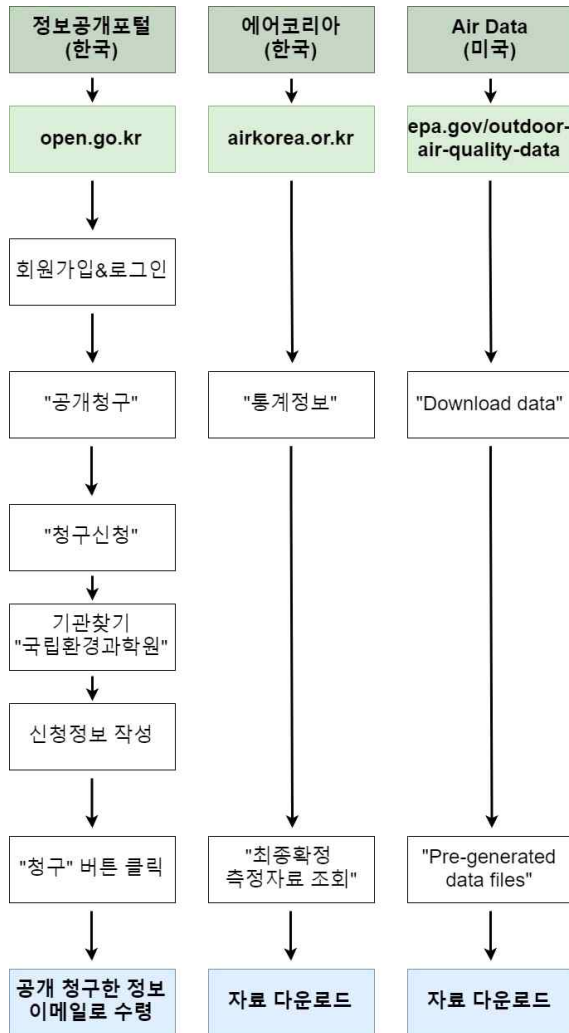 정보공개포털
(한국)
open.go.kr
회원가입&로그인
"공개청구"
"청구신청"
기관찾기
"국립환경과학원"
신청정보 작성
"청구" 버튼 클릭
공개 청구한 정보
이메일로 수령
에어코리아
(한국)
airkorea.or.kr
"통계정보"
"최종확정
측정자료 조회"
자료 다운로드
Air Data
(미국)
epa.gov/outdoor-
air-quality-data
"Download data"
"Pre-generated
data files"
자료 다운로드